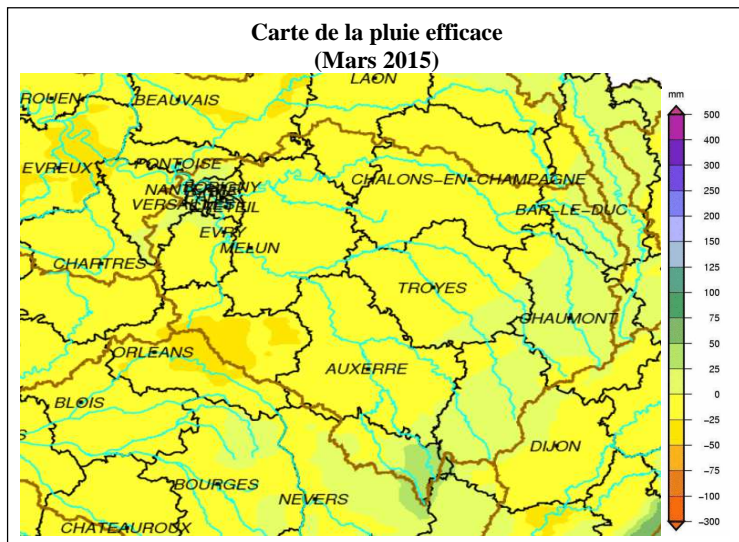 Carte de la pluie efficace
(Mars 2015)
LAON
ROUEN
BEAUVAIS
EVREUX
PONTOISE
CHALONS-EN-CHAMPAGNE
BAR-LE-DUC
EVRY
MELUN
CHARTRES
TROYES
CHAUMONT
ORLEANS
AUXERRE
BLOIS
DIJON
BOURGES
NEVERS
CHATEAUROUX
mm
500
400
300
200
150
125
100
75
50
25
0
-25
-50
-75
-100
-300